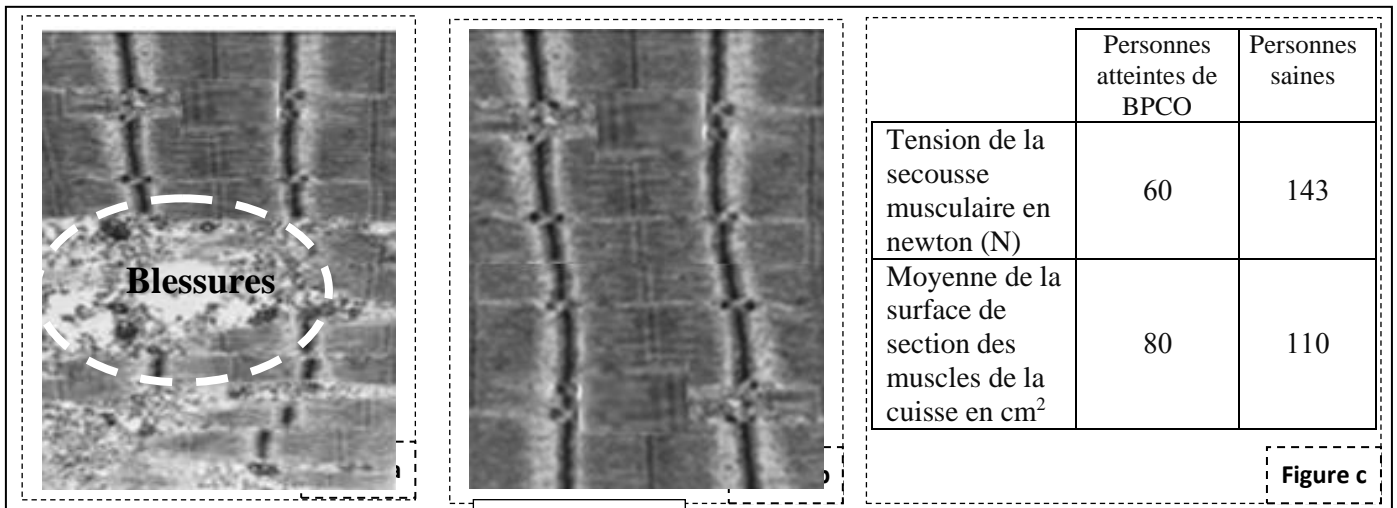 Blessures
a
b
Personnes
atteintes de
BPCO
Personnes
saines
Tension de la
secousse
musculaire en
newton (N)
60
143
Moyenne de la
surface de
section des
muscles de la
cuisse en cm²
80
110
Figure c